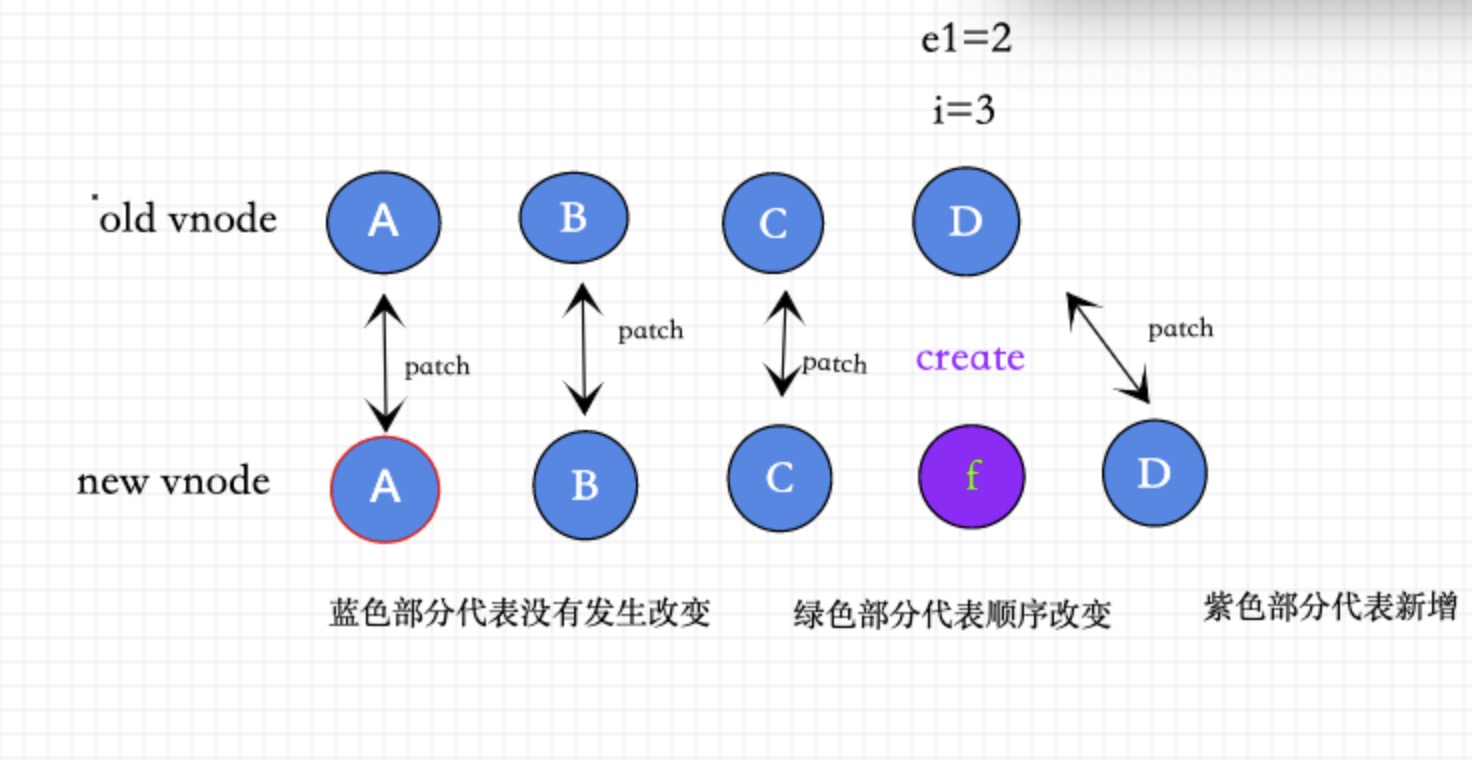 e1=2
i=3
old vnode
A
B
C
D
patch
patch
patch
create
patch
new vnode
A
B
C
f
D
蓝色部分代表没有发生改变
绿色部分代表顺序改变
紫色部分代表新增